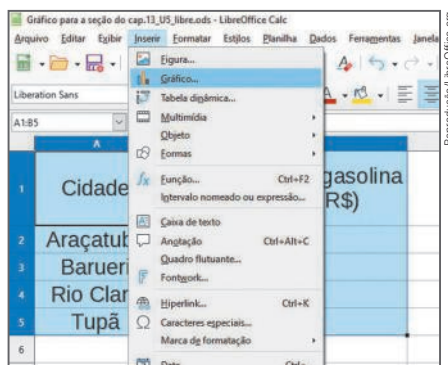 Gráfico para a seção do cap.13_U5_libre.ods - LibreOffice Calc
Arquivo Editar Exibir Inserir Formatar Estilos Planilha Dados Ferramentas Janela
Figura...
Gráfico...
Liberation Sans
Tabela dinâmica...
A1:B5
Multimídia
Objeto
A
Formas
1 Cidade gasolina
R$)
Função... Ctrl+F2
Intervalo nomeado ou expressão...
Caixa de texto
2 Araçatub
Anotação Ctrl+Alt+C
3 Barueri
Quadro flutuante...
Fontwork...
4 Rio Clar
Hiperlink... Ctrl+K
5 Tupã
Caracteres especiais...
6
Marca de formatação
Data Ctrl+